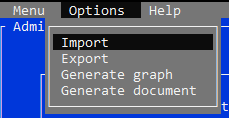 Menu Options Help
Admi
Import
Export
Generate graph
Generate document
t